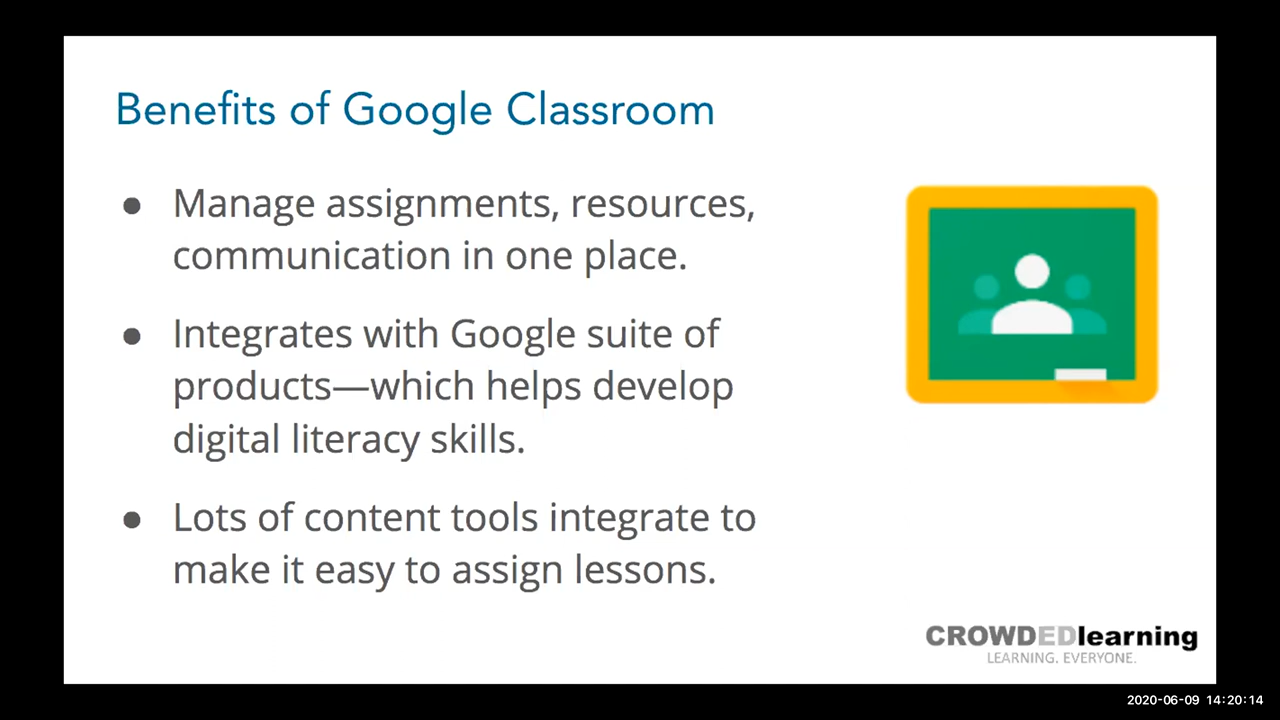 Benefits of Google Classroom
● Manage assignments, resources,
communication in one place.
● Integrates with Google suite of
products—which helps develop
digital literacy skills.
● Lots of content tools integrate to
make it easy to assign lessons.
CROWDEDlearning
LEARNING. EVERYONE.
2020-06-09 14:20:14